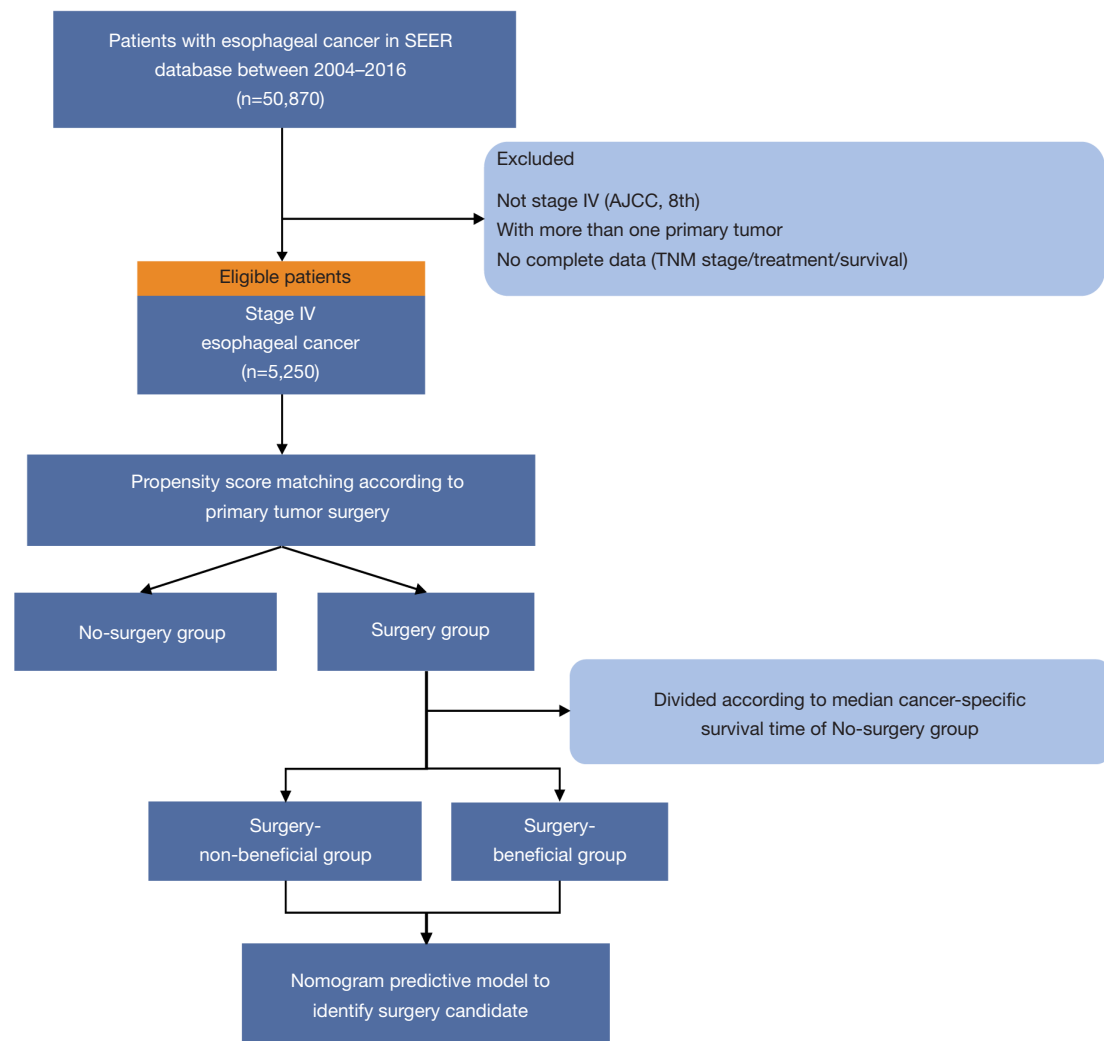 Patients with esophageal cancer in SEER
database between 2004–2016
(n=50,870)
Excluded
Not stage IV (AJCC, 8th)
With more than one primary tumor
No complete data (TNM stage/treatment/survival)
Eligible patients
Stage IV
esophageal cancer
(n=5,250)
Propensity score matching according to
primary tumor surgery
No-surgery group
Surgery group
Divided according to median cancer-specific
survival time of No-surgery group
Surgery-
non-beneficial group
Surgery-
beneficial group
Nomogram predictive model to
identify surgery candidate